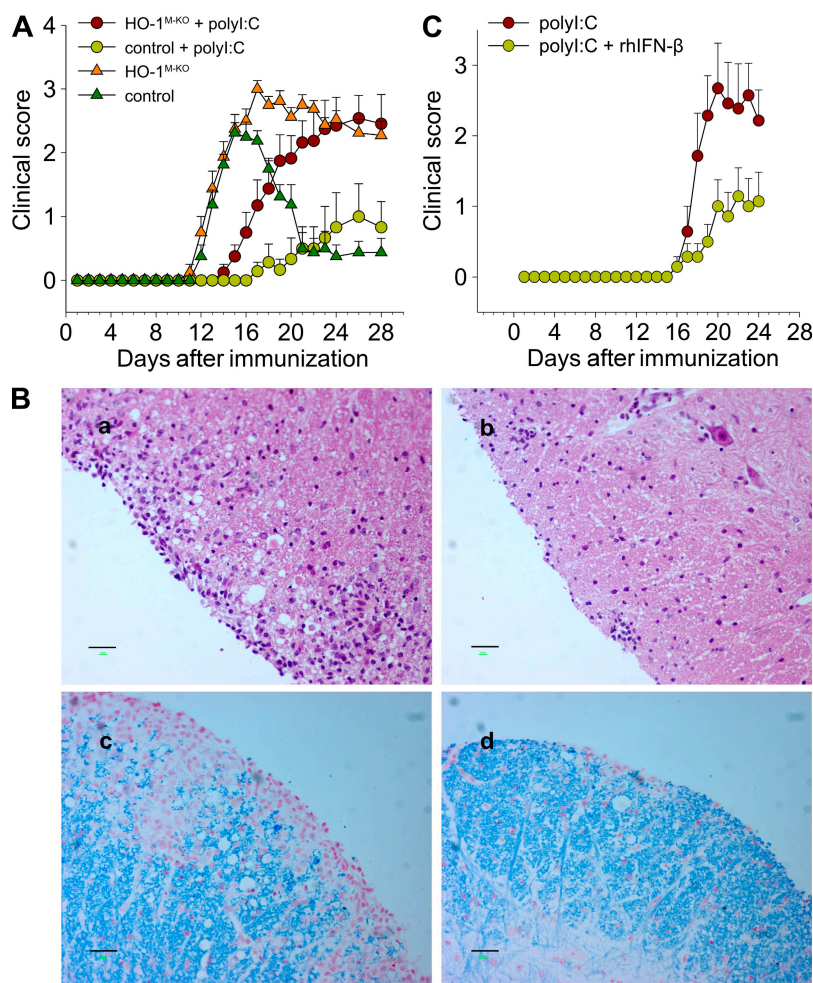 A
HO-1M-KO + polyI:C
control + polyI:C
HO-1M-KO
control
Clinical score
4
3
2
1
0
0 4 8 12 16 20 24 28
Days after immunization
C
polyI:C
polyI:C + rhIFN-β
Clinical score
3
2
1
0
0 4 8 12 16 20 24 28
Days after immunization
B
a
b
c
d